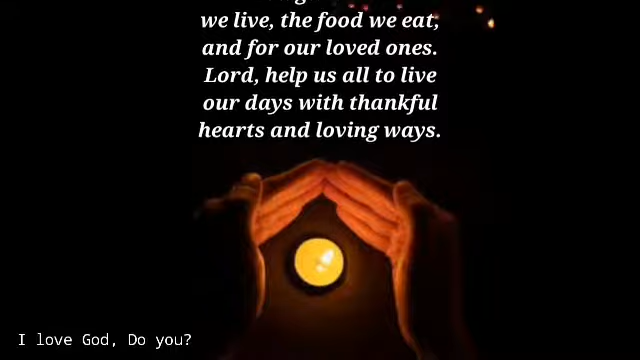 we live, the food we eat,
and for our loved ones.
Lord, help us all to live
our days with thankful
hearts and loving ways.
I love God, Do you?